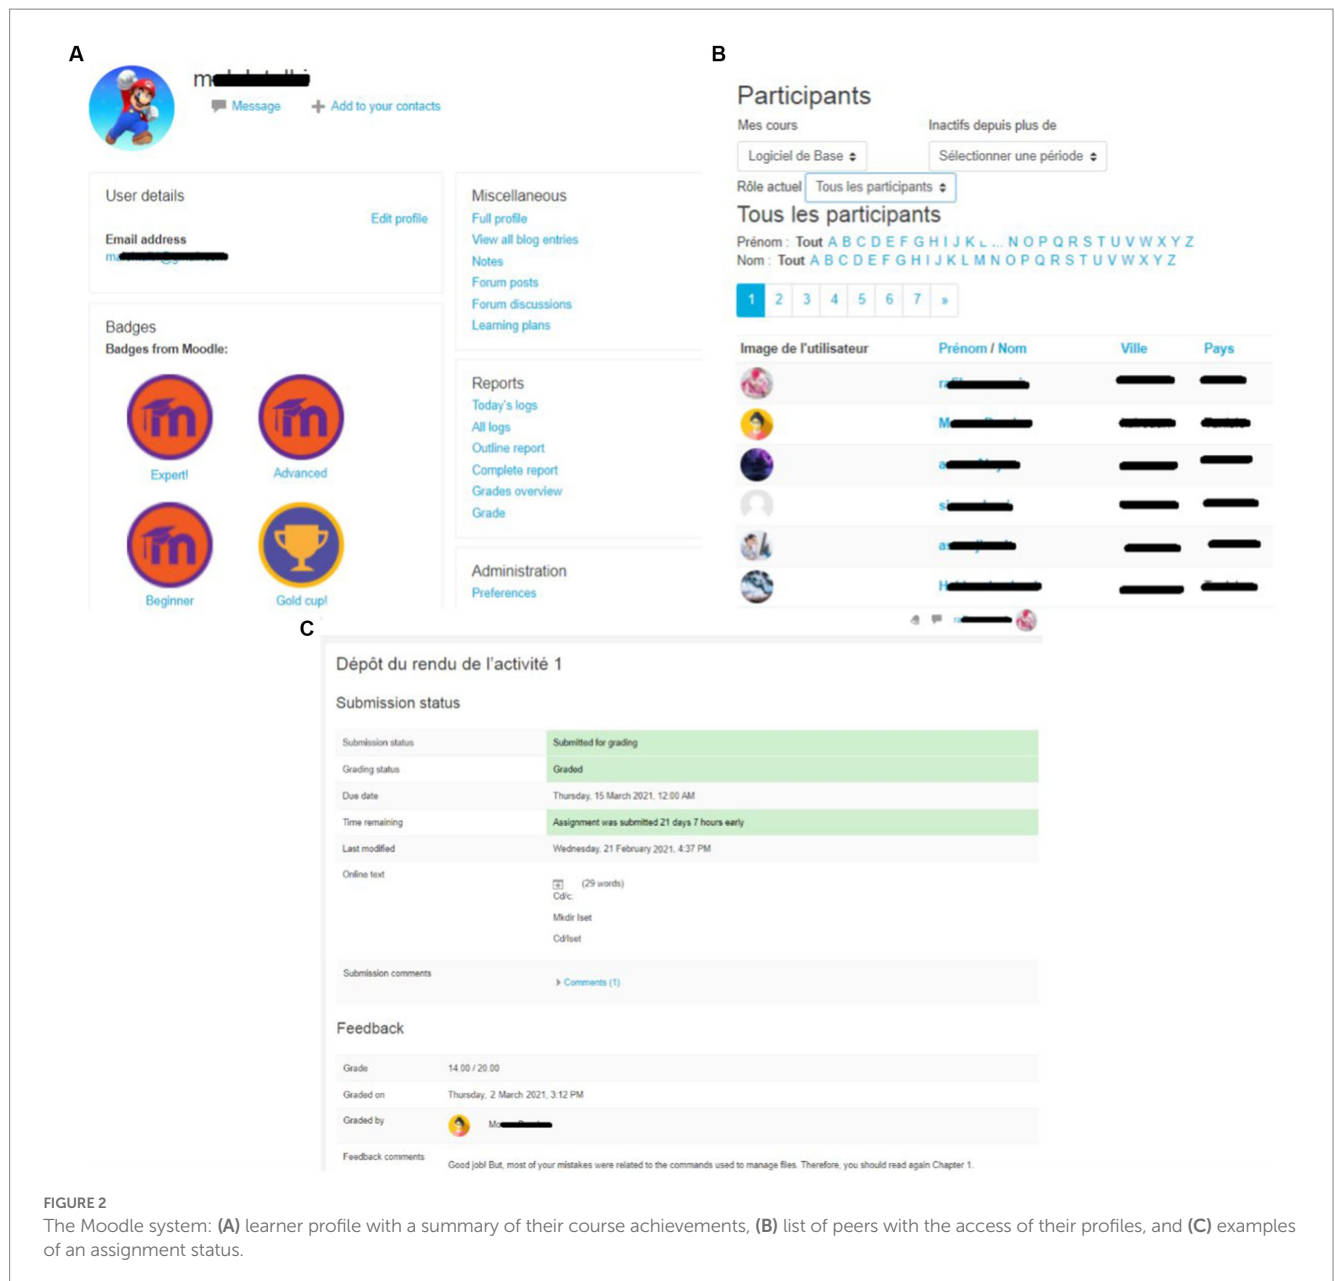 A
Message
Add to your contacts
User details
Edit profile
Email address
Badges
Badges from Moodle:
Expert!
Advanced
Beginner
Gold cup!
Miscellaneous
Full profile
View all blog entries
Notes
Forum posts
Forum discussions
Learning plans
Reports
Today's logs
All logs
Outline report
Complete report
Grades overview
Grade
Administration
Preferences
B
Participants
Mes cours
Inactifs depuis plus de
Logiciel de Base
Sélectionner une période
Rôle actuel Tous les participants
Tous les participants
Prénom : Tout A B C D E F G H I J K L ... N O P Q R S T U V W X Y Z
Nom : Tout A B C D E F G H I J K L M N O P Q R S T U V W X Y Z
1 2 3 4 5 6 7 »
Image de l'utilisateur Prénom / Nom Ville Pays
C
Dépôt du rendu de l'activité 1
Submission status
Submission status Submitted for grading
Grading status Graded
Due date Thursday, 15 March 2021, 12:00 AM
Time remaining Assignment was submitted 21 days 7 hours early
Last modified Wednesday, 21 February 2021, 4:37 PM
Online text
(29 words)
Cd/c:
Mkdir Iset
Cd/Iset
Submission comments Comments (1)
Feedback
Grade 14.00 / 20.00
Graded on Thursday, 2 March 2021, 3:12 PM
Graded by
Feedback comments Good job! But, most of your mistakes were related to the commands used to manage files. Therefore, you should read again Chapter 1.
FIGURE 2
The Moodle system: (A) learner profile with a summary of their course achievements, (B) list of peers with the access of their profiles, and (C) examples
of an assignment status.